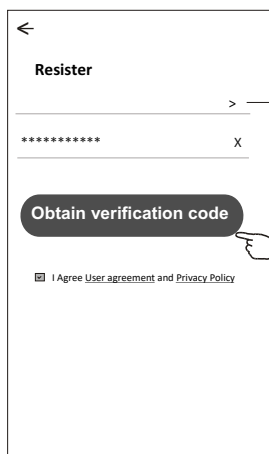 Resister
>
*********** X
Obtain verification code
I Agree User agreement and Privacy Policy